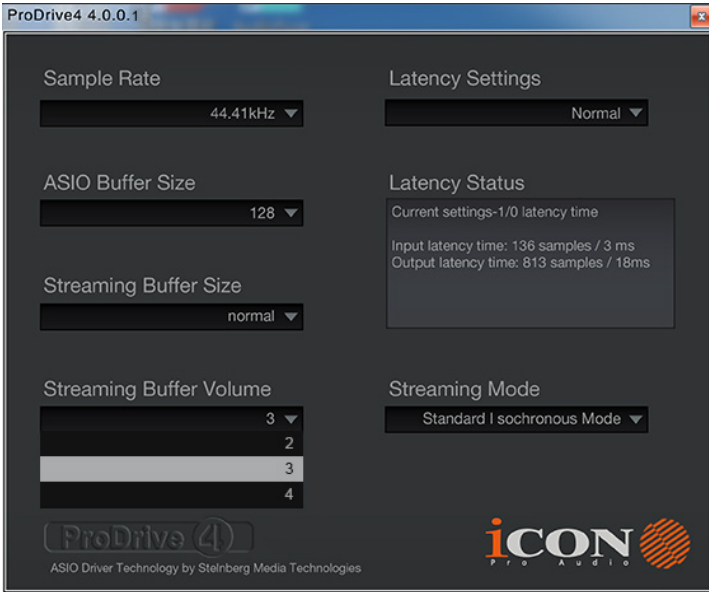 ProDrive4 4.0.0.1
x
Sample Rate
44.41kHz
ASIO Buffer Size
128
Streaming Buffer Size
normal
Streaming Buffer Volume
3
2
3
4
Latency Settings
Normal
Latency Status
Current settings-1/0 latency time
Input latency time: 136 samples / 3 ms
Output latency time: 813 samples / 18ms
Streaming Mode
Standard I sochronous Mode
ProDrive 4
ASIO Driver Technology by Stelnberg Media Technologies
iCON
Pro Audio